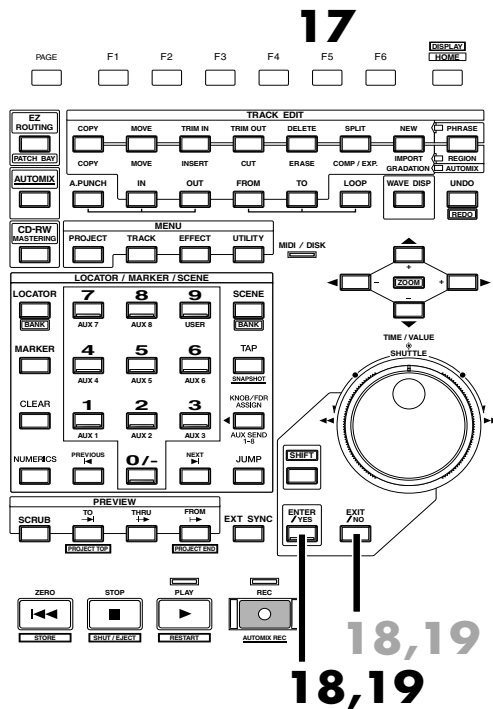 17
DISPLAY
PAGE F1 F2 F3 F4 F5 F6 HOME
EZ ROUTING
PATCH BAY
TRACK EDIT
COPY MOVE TRIM IN TRIM OUT DELETE SPLIT NEW PHRASE
COPY MOVE INSERT CUT ERASE COMP / EXP. IMPORT REGION
GRADATION AUTOMIX
AUTOMIX
A.PUNCH IN OUT FROM TO LOOP WAVE DISP UNDO
REDO
CD-RW
MASTERING
MENU
PROJECT TRACK EFFECT UTILITY
MIDI / DISK
LOCATOR / MARKER / SCENE
LOCATOR 7 8 9 SCENE
BANK AUX 7 AUX 8 USER BANK
MARKER 4 5 6 TAP
AUX 4 AUX 5 AUX 6 SNAPSHOT
CLEAR 1 2 3 KNOB/FDR
ASSIGN
AUX 1 AUX 2 AUX 3 AUX SEND
1-8
NUMERICS PREVIOUS 0/- NEXT JUMP
+
- ZOOM +
-
TIME / VALUE
SHUTTLE
SHIFT
PREVIEW
SCRUB TO THRU FROM EXT SYNC
PROJECT TOP PROJECT END
ENTER
/YES
EXIT
/NO
ZERO STOP PLAY REC
STORE SHUT / EJECT RESTART AUTOMIX REC
18,19
18,19